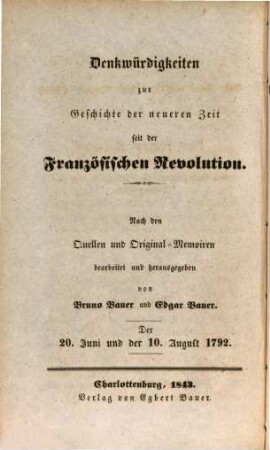 Denkwürdigkeiten
zur
Geschichte der neueren Zeit
seit der
Französischen Revolution.
Nach den
Quellen und Original-Memoiren
bearbeitet und herausgegeben
von
Bruno Bauer und Edgar Bauer.
Der
20. Juni und der 10. August 1792.
Charlottenburg, 1843.
Verlag von Egbert Bauer.